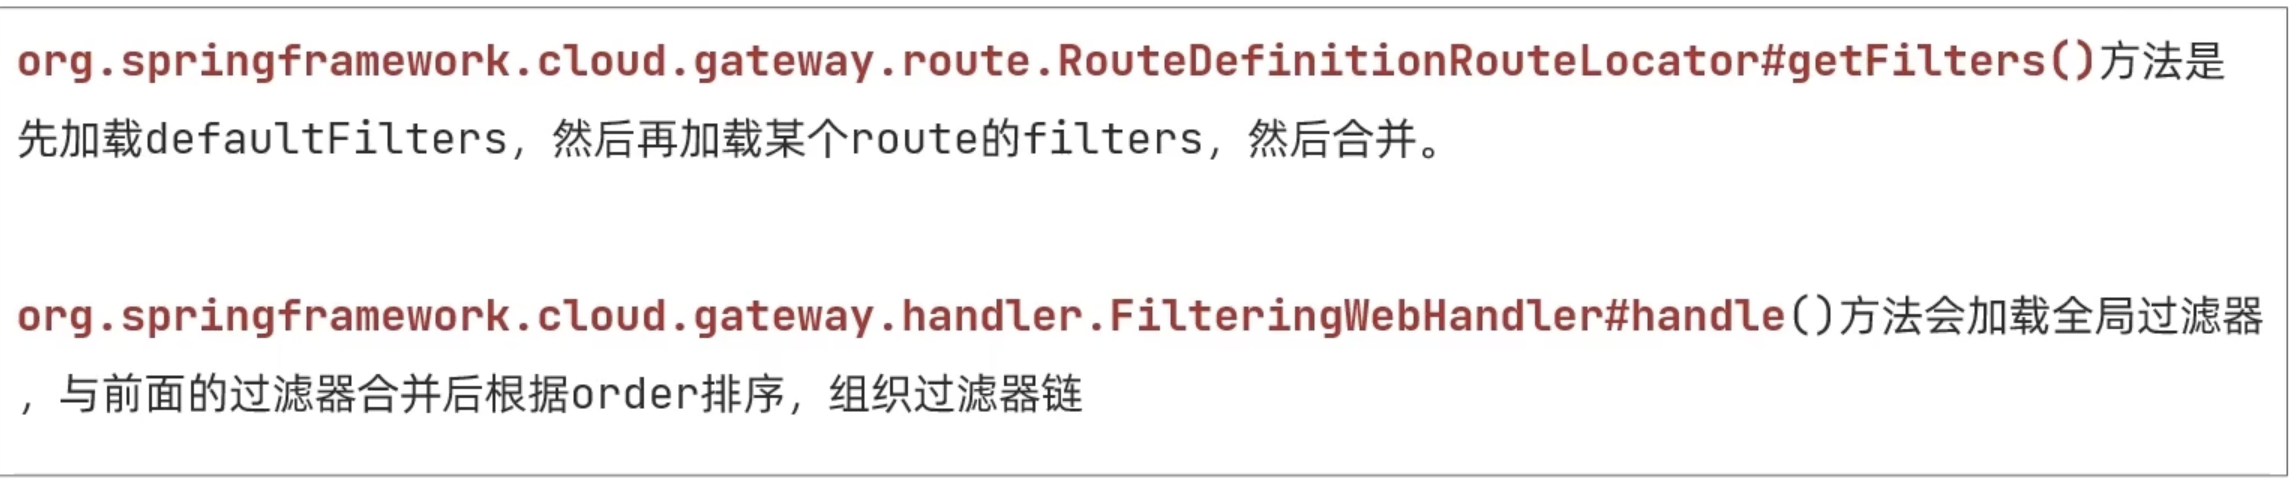 org.springframework.cloud.gateway.route.RouteDefinitionRouteLocator#getFilters()方法是
先加载defaultFilters，然后再加载某个route的filters，然后合并。
org.springframework.cloud.gateway.handler.FilteringWebHandler#handle()方法会加载全局过滤器
，与前面的过滤器合并后根据order排序，组织过滤器链